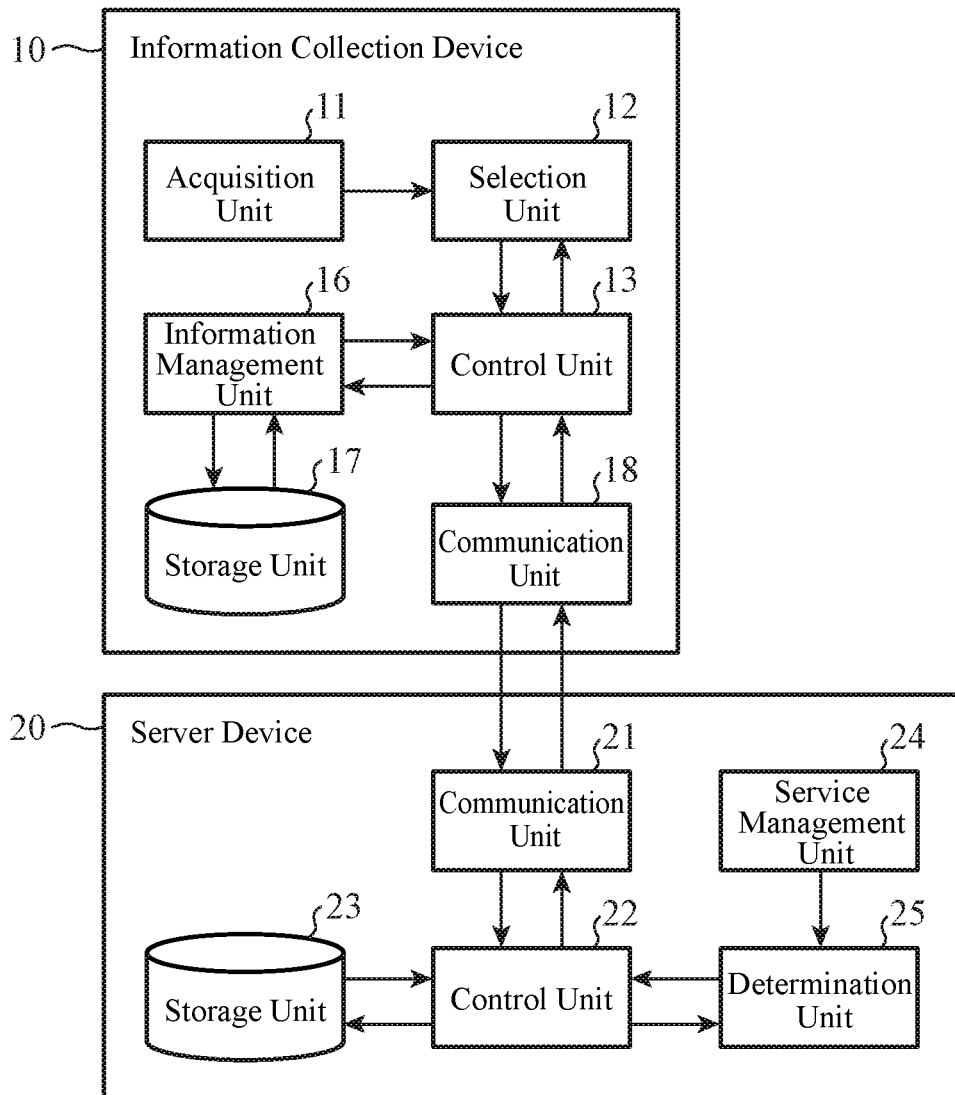 10
Information Collection Device
11
12
Acquisition
Unit
Selection
Unit
16
13
Information
Management
Unit
Control Unit
17
18
Storage Unit
Communication
Unit
20
Server Device
21
24
Communication
Unit
Service
Management
Unit
23
22
25
Storage Unit
Control Unit
Determination
Unit